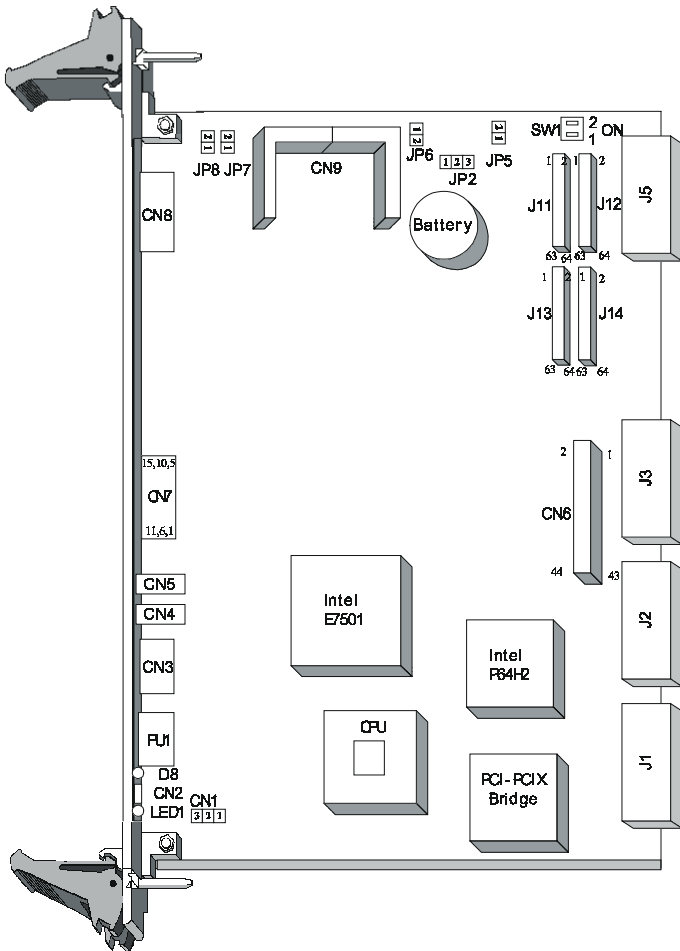 SW1 2 ON
1
2 1
2 1
1 2
2 1
JP8 JP7
CN9
JP6
JP5
1 2 3
JP2
1 2 1 2
J11 J12
63 64 63 64
J5
CN8
Battery
1 2 1 2
J13 J14
63 64 63 64
15,10,5
CN7
11,6,1
2 1
CN6
44 43
J3
CN5
CN4
Intel
E7501
J2
CN3
Intel
P64H2
PU1
CPU
J1
D8
CN2
LED1
CN1
3 2 1
PCI-PCIX
Bridge